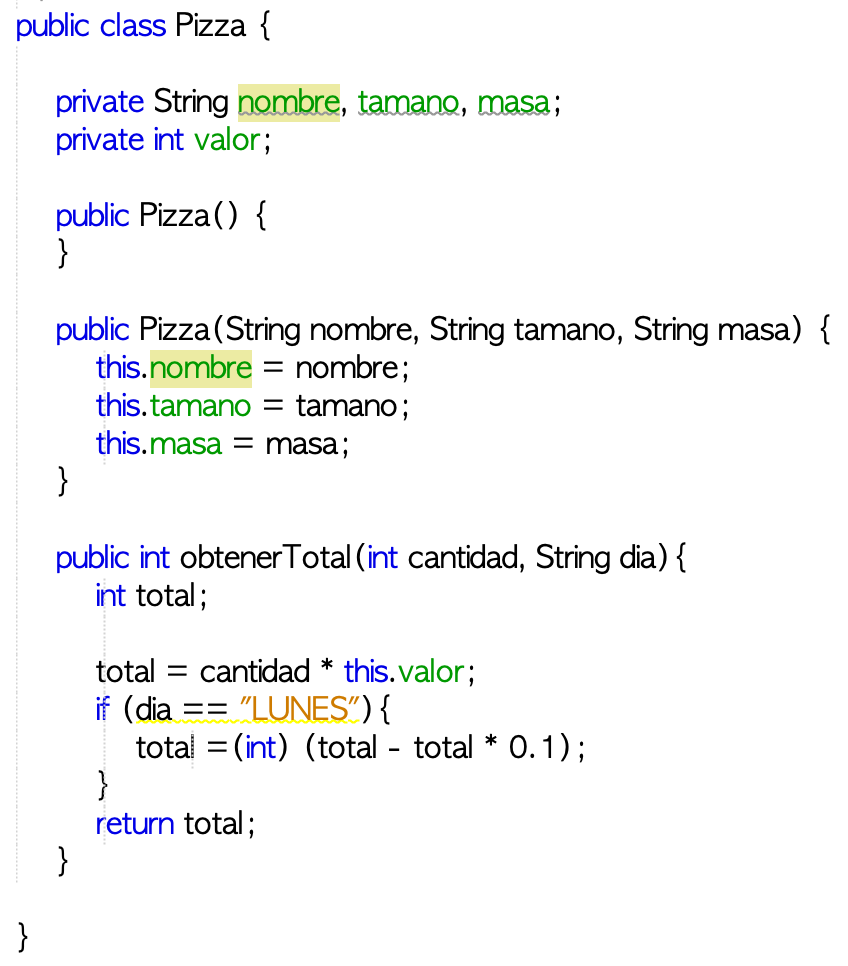 public class Pizza {
private String nombre, tamano, masa;
private int valor;
public Pizza() {
}
public Pizza(String nombre, String tamano, String masa) {
this.nombre = nombre;
this.tamano = tamano;
this.masa = masa;
}
public int obtenerTotal(int cantidad, String dia){
int total;
total = cantidad * this.valor;
if (dia == "LUNES"){
total =(int) (total - total * 0.1);
}
return total;
}
}